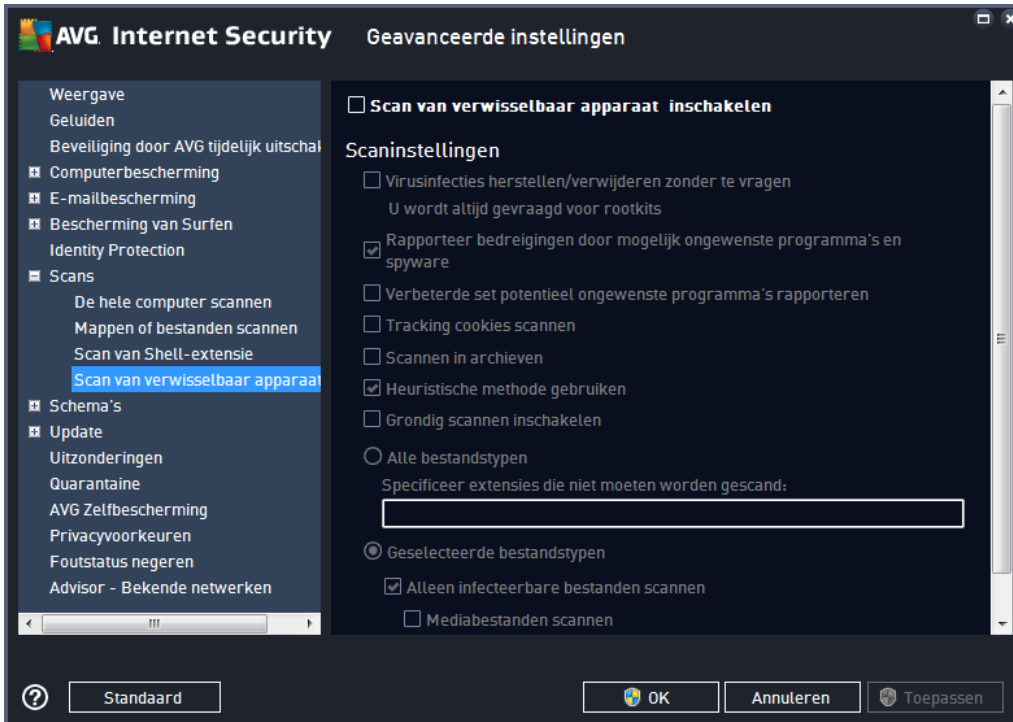 AVG. Internet Security
Geavanceerde instellingen
Weergave
Geluiden
Beveiliging door AVG tijdelijk uitschal
Computerbescherming
E-mailbescherming
Bescherming van Surfen
Identity Protection
Scans
De hele computer scannen
Mappen of bestanden scannen
Scan van Shell-extensie
Scan van verwisselbaar apparaat
Schema's
Update
Uitzonderingen
Quarantaine
AVG Zelfbescherming
Privacyvoorkeuren
Foutstatus negeren
Advisor - Bekende netwerken
Scan van verwisselbaar apparaat inschakelen
Scaninstellingen
Virusinfecties herstellen/verwijderen zonder te vragen
U wordt altijd gevraagd voor rootkits
Rapporteer bedreigingen door mogelijk ongewenste programma's en
spyware
Verbeterde set potentieel ongewenste programma's rapporteren
Tracking cookies scannen
Scannen in archieven
Heuristische methode gebruiken
Grondig scannen inschakelen
Alle bestandstypen
Specificeer extensies die niet moeten worden gescand:
Geselecteerde bestandstypen
Alleen infecteerbare bestanden scannen
Mediabestanden scannen
Standaard
OK
Annuleren
Toepassen